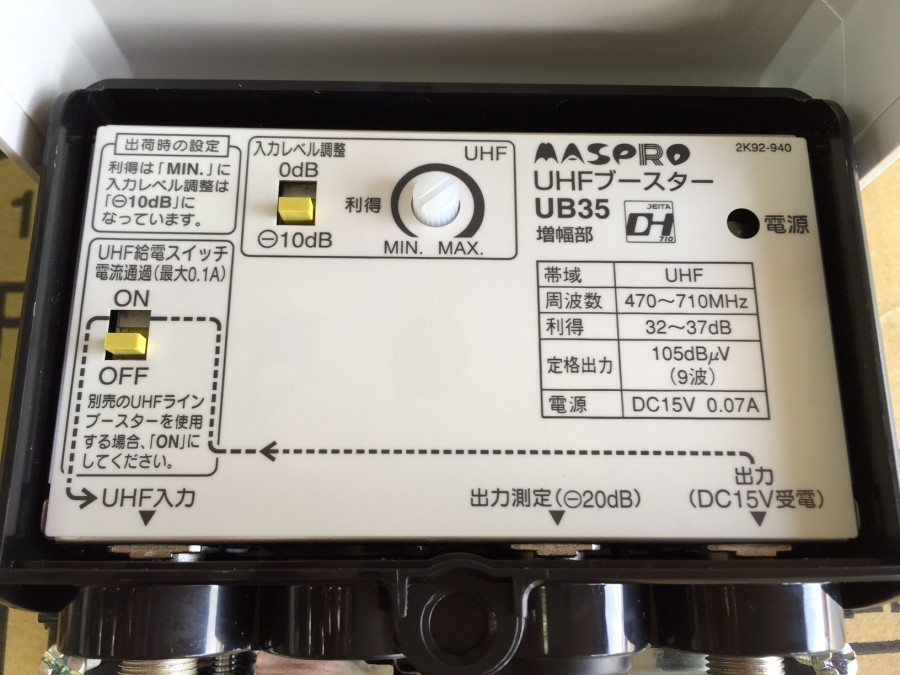 出荷時の設定
利得は「MIN.」に
入力レベル調整は
「⊖10dB」に
なっています。
入力レベル調整
UHF
0dB
⊖10dB
利得
MIN. MAX.
MASPRO
2K92-940
UHFブースター
UB35
増幅部
JEITA
DH
710
電源
UHF給電スイッチ
電流通過(最大0.1A)
ON
OFF
別売のUHFライン
ブースターを使用
する場合、「ON」に
してください。
帯域 UHF
周波数 470〜710MHz
利得 32〜37dB
定格出力 105dBμV
(9波)
電源 DC15V 0.07A
UHF入力
出力測定(⊖20dB)
出力
(DC15V受電)